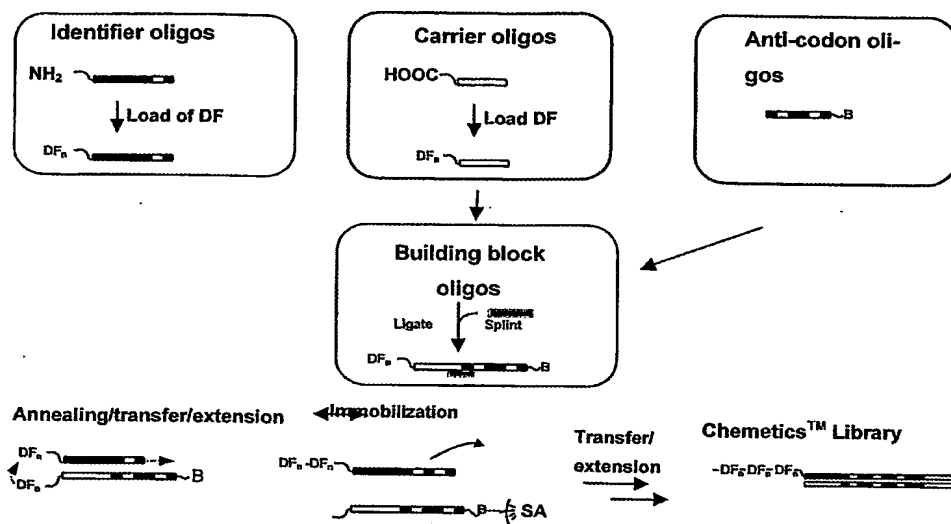 Identifier oligos
NH₂
Load of DF
DFₙ
Carrier oligos
HOOC
Load DF
DFₙ
Anti-codon oli-
gos
B
Building block
oligos
Ligate
Splint
DFₙ
B
Annealing/transfer/extension
Immobilization
DFₙ
DFₙ
B
DFₙ-DFₙ
B
SA
Transfer/
extension
Chemetics™ Library
-DFₙ-DFₙ-DFₙ